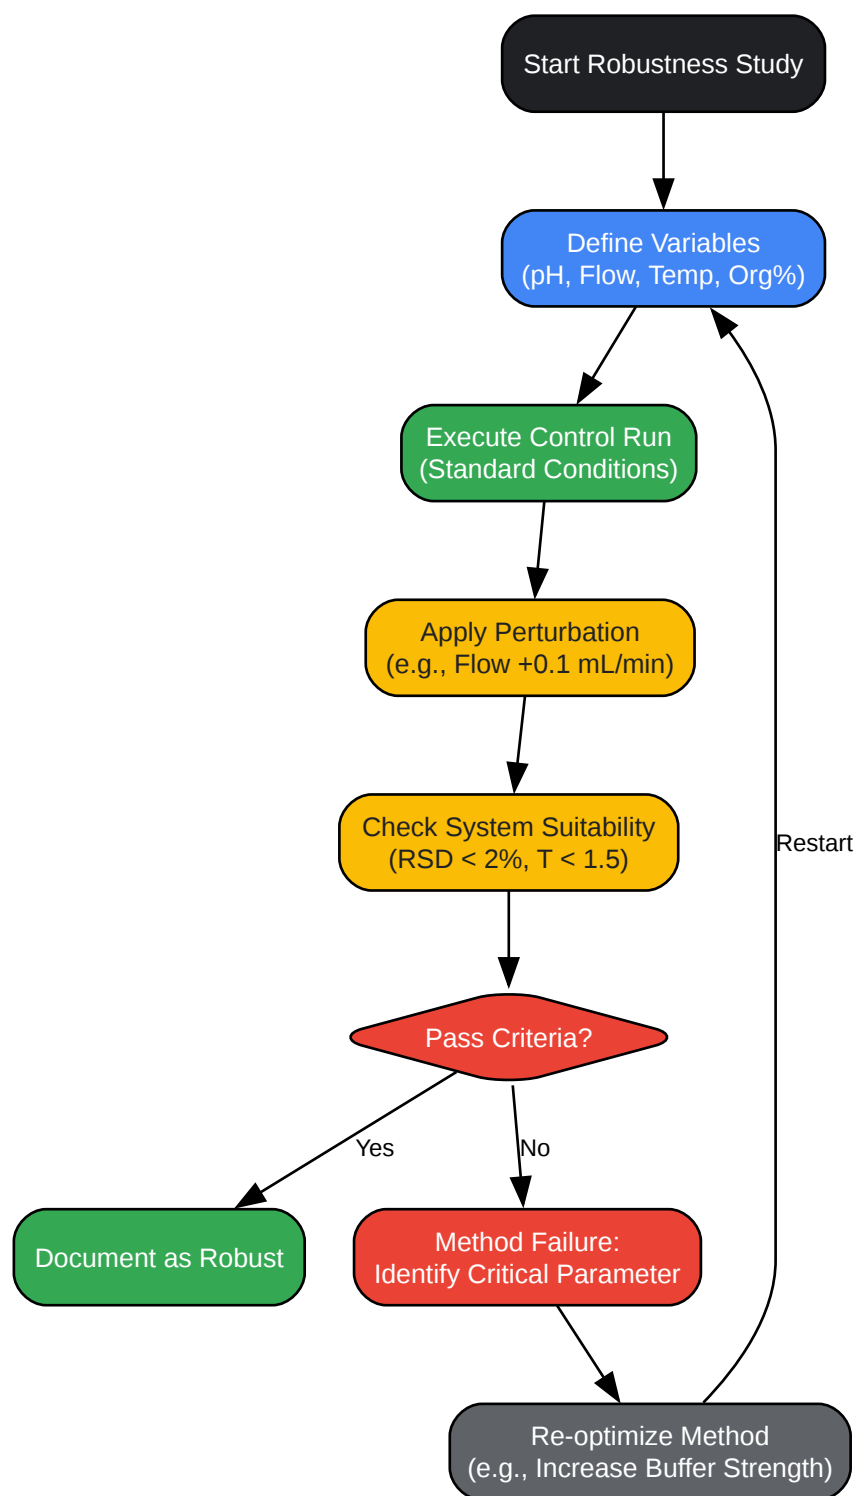 Start Robustness Study
Define Variables
(pH, Flow, Temp, Org%)
Execute Control Run
(Standard Conditions)
Apply Perturbation
(e.g., Flow +0.1 mL/min)
Check System Suitability
(RSD < 2%, T < 1.5)
Restart
Pass Criteria?
Yes
No
Document as Robust
Method Failure:
Identify Critical Parameter
Re-optimize Method
(e.g., Increase Buffer Strength)